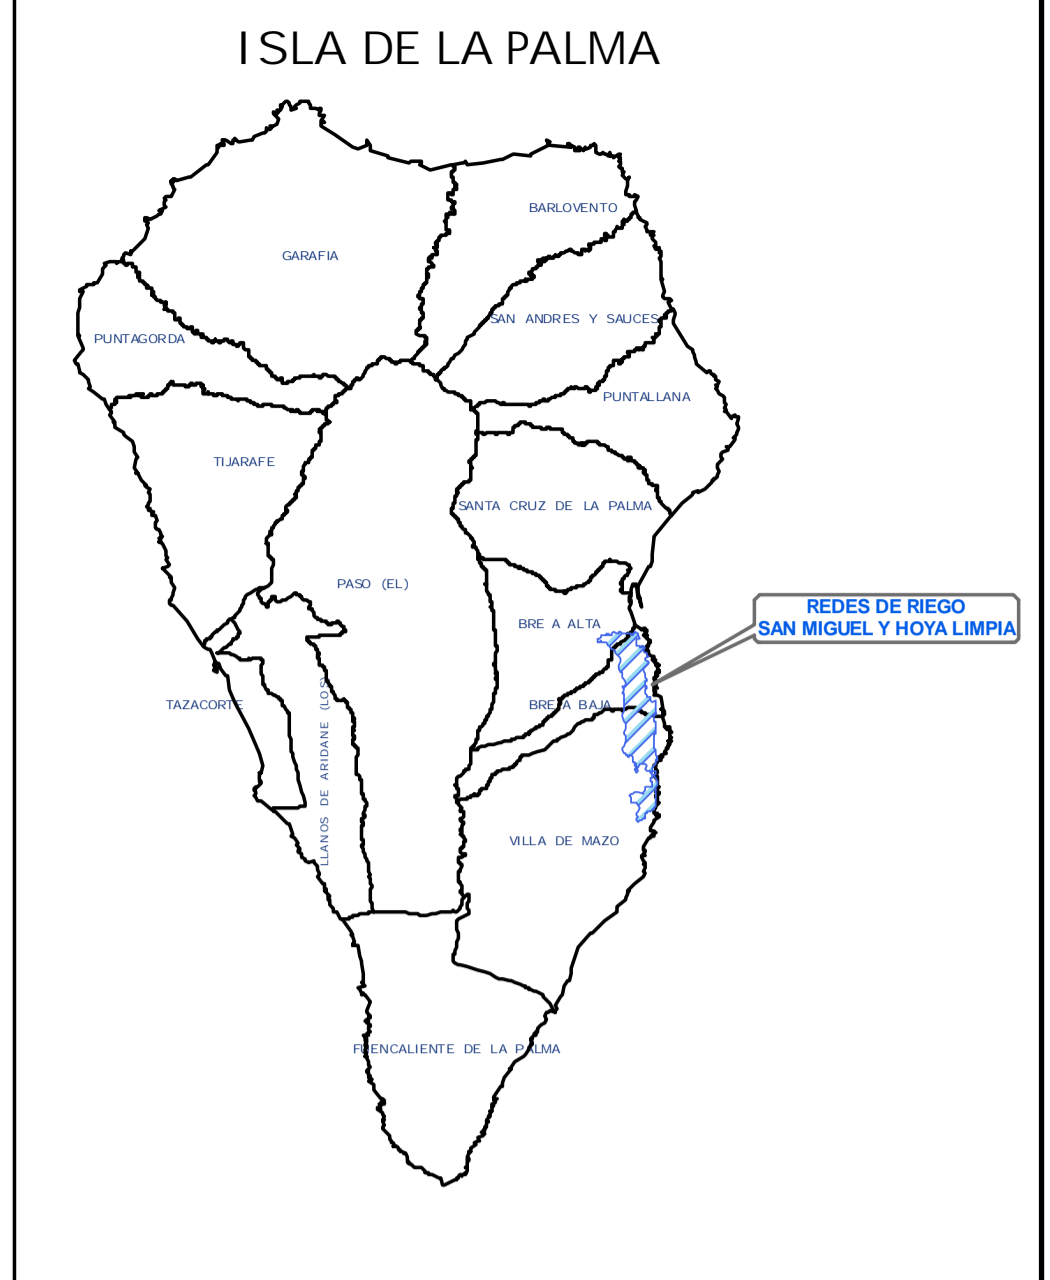 ISLA DE LA PALMA
BARLOVENTO
GARAFIA
SAN ANDRES Y SAUCES
PUNTAGORDA
PUNTALLANA
TIJARAFE
SANTA CRUZ DE LA PALMA
PASO (EL)
REDES DE RIEGO
SAN MIGUEL Y HOYA LIMPIA
BRE A ALTA
TAZACORTE
BRE A BAJA
LLANOS DE ARIDANE (LOS)
VILLA DE MAZO
FUENCALIENTE DE LA PALMA